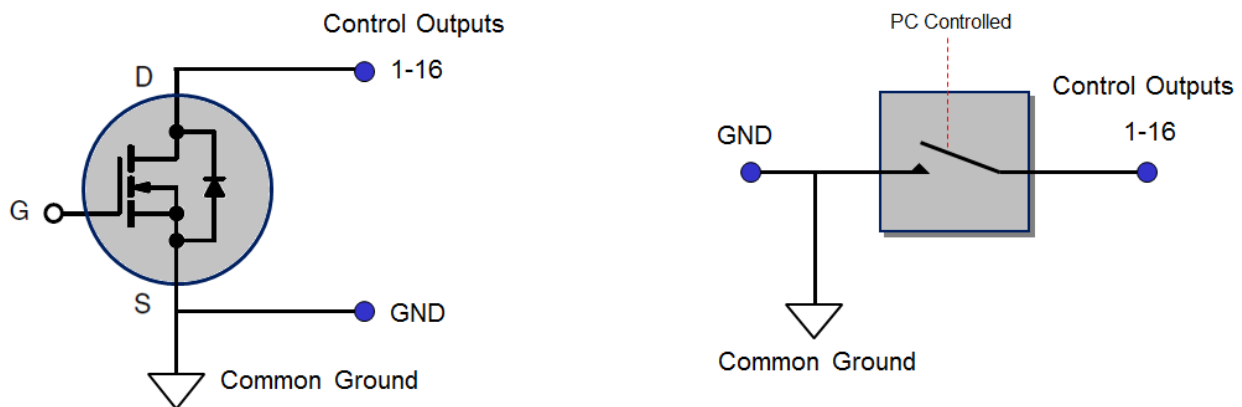 Control Outputs
1-16
D
G
S
GND
Common Ground
PC Controlled
Control Outputs
1-16
GND
Common Ground